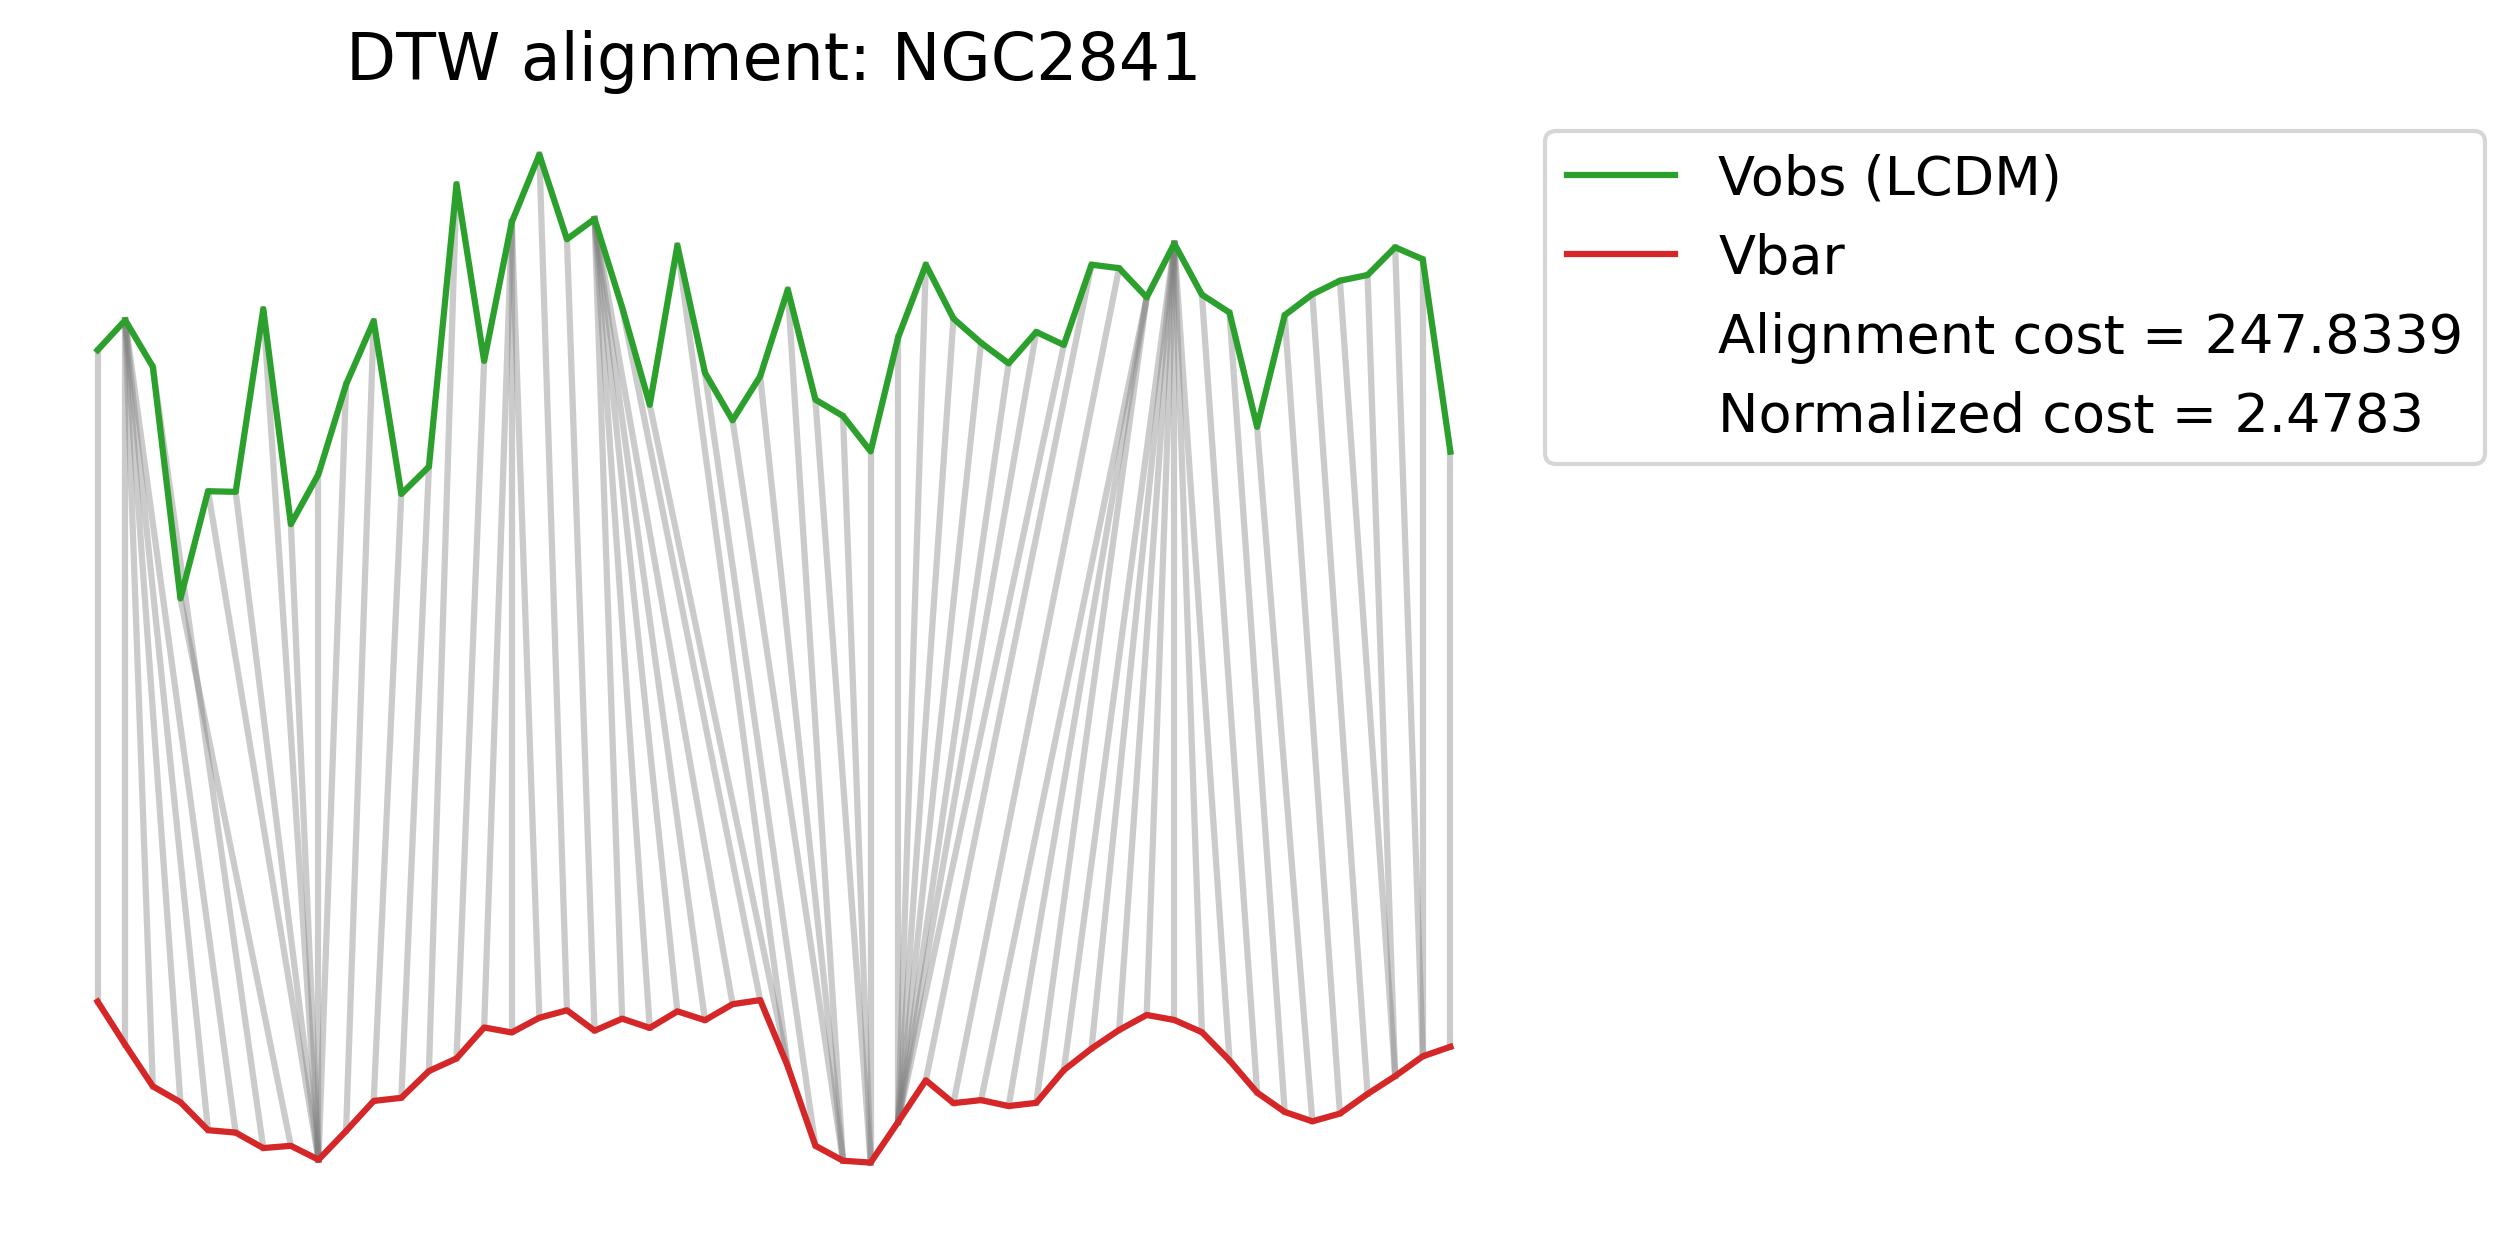 DTW alignment: NGC2841
Vobs (LCDM)
Vbar
Alignment cost = 247.8339
Normalized cost = 2.4783